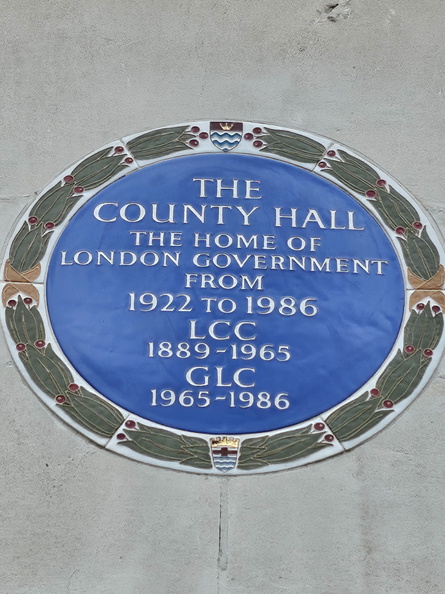 THE
COUNTY HALL
THE HOME OF
LONDON GOVERNMENT
FROM
1922 TO 1986
LCC
1889-1965
GLC
1965-1986